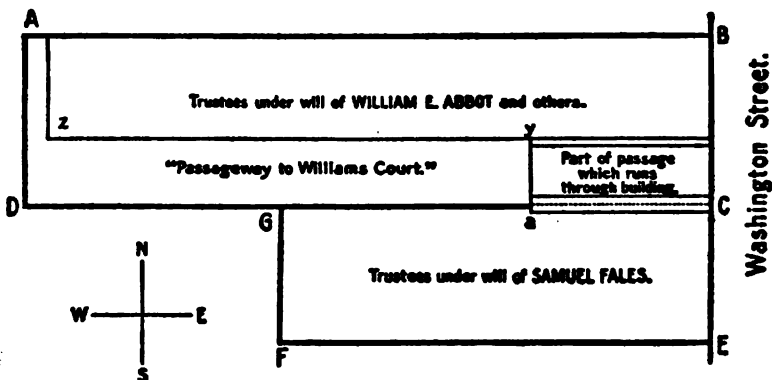 A
B
Trustees under will of WILLIAM E. ABBOT and others.
z
y
"Passageway to Williams Court."
Part of passage
which runs
through building.
Washington Street.
D
G
a
C
N
Trustees under will of SAMUEL FALES.
W
E
S
F
E